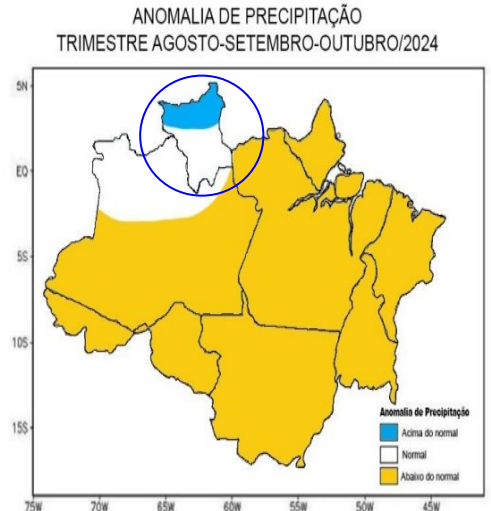 ANOMALIA DE PRECIPITAÇÃO
TRIMESTRE AGOSTO-SETEMBRO-OUTUBRO/2024
5N
EQ
5S
10S
15S
Anomalia de Precipitação
Acima do normal
Normal
Abaixo do normal
75W 70W 65W 60W 55W 50W 45W